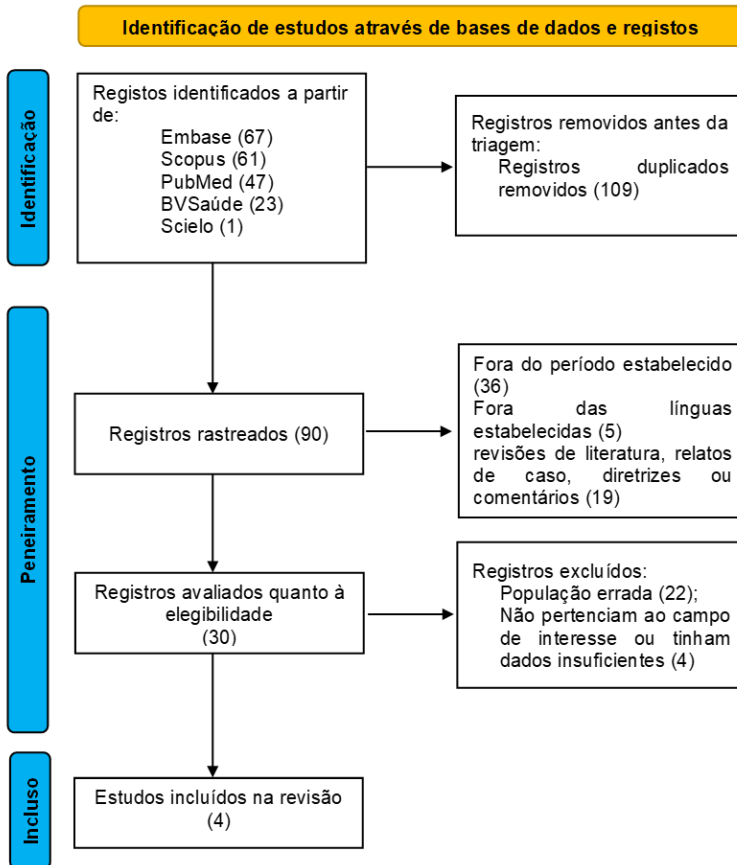 Identificação de estudos através de bases de dados e registos
Identificação
Registos identificados a partir
de:
Embase (67)
Scopus (61)
PubMed (47)
BVSaúde (23)
Scielo (1)
Registros removidos antes da
triagem:
Registros duplicados
removidos (109)
Peneiramento
Registros rastreados (90)
Fora do período estabelecido
(36)
Fora das línguas
estabelecidas (5)
revisões de literatura, relatos
de caso, diretrizes ou
comentários (19)
Registros avaliados quanto à
elegibilidade
(30)
Registros excluídos:
População errada (22);
Não pertenciam ao campo
de interesse ou tinham
dados insuficientes (4)
Incluso
Estudos incluídos na revisão
(4)